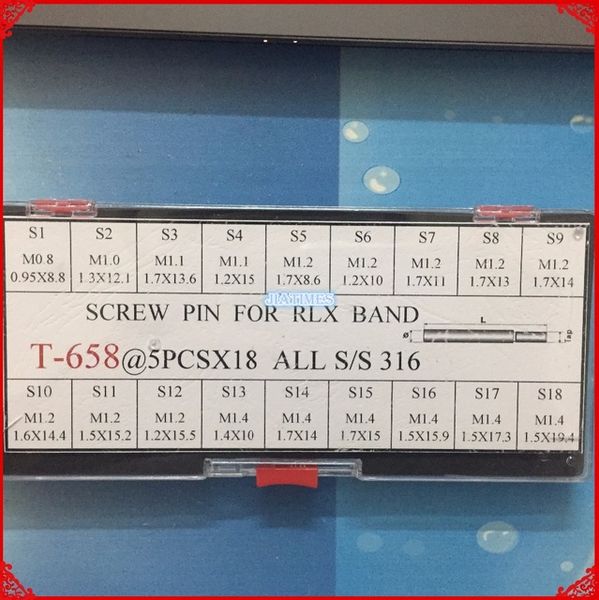 S1 S2 S3 S4 S5 S6 S7 S8 S9
M0.8 M1.0 M1.1 M1.1 M1.2 M1.2 M1.2 M1.2 M1.2
0.95X8.8 1.3X12.1 1.7X13.6 1.2X15 1.7X8.6 1.2X10 1.7X11 1.7X13 1.7X14
JIATIMES
SCREW PIN FOR RLX BAND
L
Ø
Tap
T-658@5PCSX18 ALL S/S 316
S10 S11 S12 S13 S14 S15 S16 S17 S18
M1.2 M1.2 M1.2 M1.4 M1.4 M1.4 M1.4 M1.4 M1.4
1.6X14.4 1.5X15.2 1.2X15.5 1.4X10 1.7X14 1.7X15 1.5X15.9 1.5X17.3 1.5X19.4